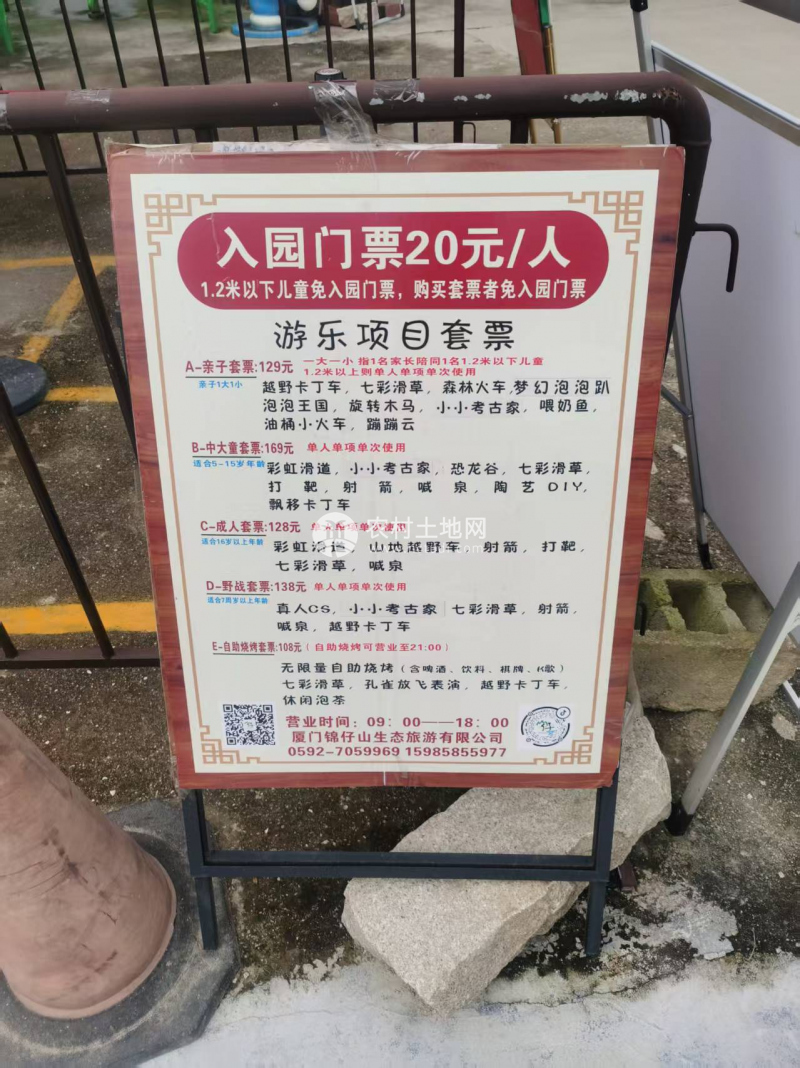 入园门票20元/人
1.2米以下儿童免入园门票，购买套票者免入园门票
游乐项目套票
A-亲子套票:129元 一大一小 指1名家长陪同1名1.2米以下儿童
1.2米以上则单人单项单次使用
亲子1大1小
越野卡丁车，七彩滑草，森林火车,梦幻泡泡趴
泡泡王国，旋转木马，小小考古家，喂奶鱼，
油桶小火车，蹦蹦云
B-中大童套票:169元 单人单项单次使用
适合5-15岁年龄
彩虹滑道，小小考古家，恐龙谷，七彩滑草，
打靶，射箭，喊泉，陶艺DIY，
飘移卡丁车
C-成人套票:128元 单人单项单次使用
适合16岁以上年龄
彩虹滑道，山地越野车，射箭，打靶，
七彩滑草，喊泉
农村土地网
D-野战套票:138元 单人单项单次使用
适合7周岁以上年龄
真人CS，小小考古家，七彩滑草，射箭，
喊泉，越野卡丁车
E-自助烧烤套票:108元（自助烧烤可营业至21:00）
无限量自助烧烤（含啤酒、饮料、棋牌、K歌）
七彩滑草，孔雀放飞表演，越野卡丁车，
休闲泡茶
营业时间：09：00——18：00
厦门锦仔山生态旅游有限公司
0592-7059969 15985855977